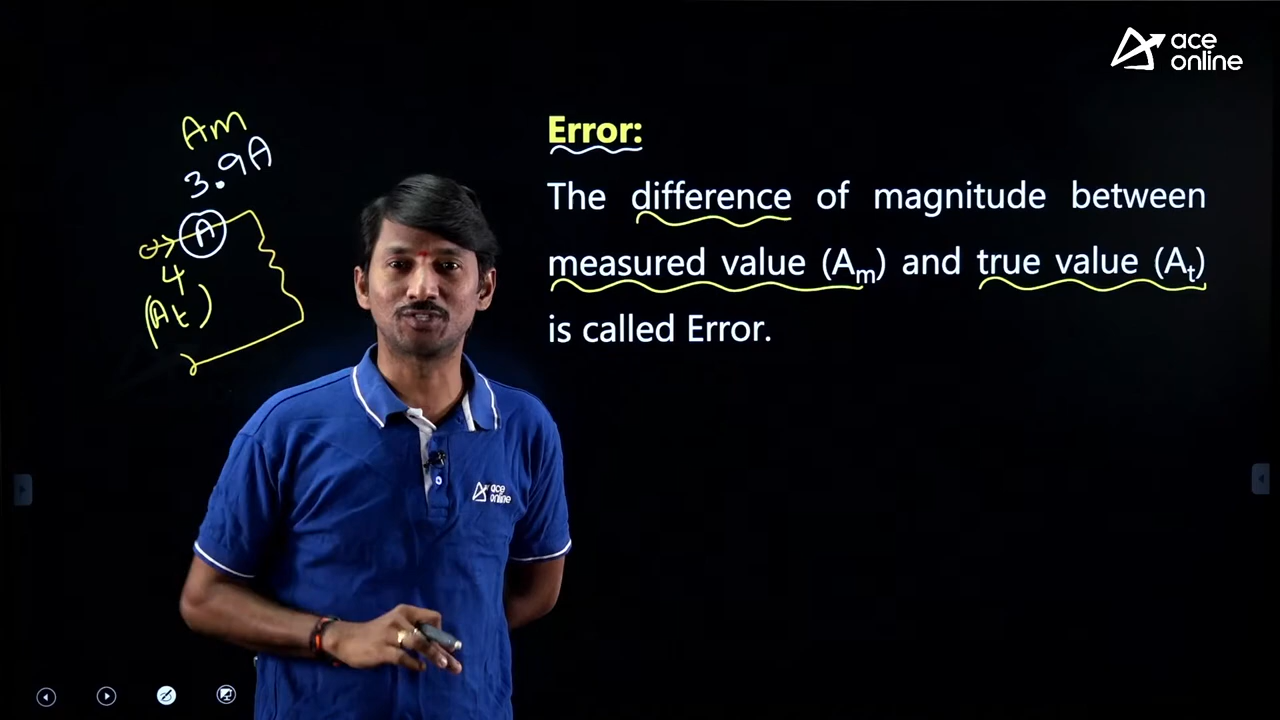 ace
online
Am
3.9A
A
4
(At)
Error:
The difference of magnitude between
measured value (Am) and true value (At)
is called Error.
ace
online